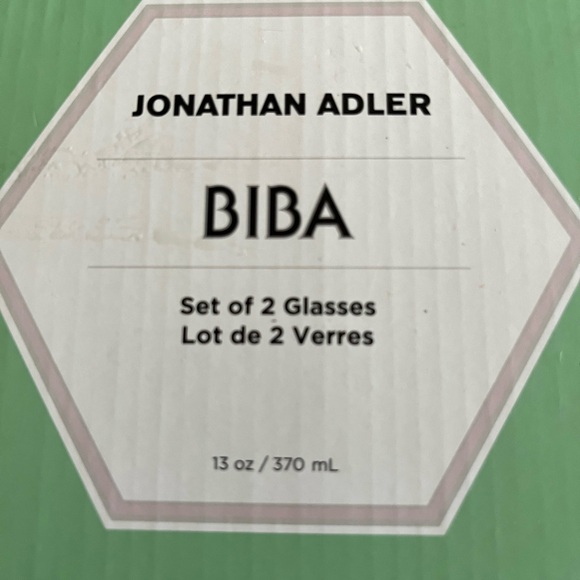 JONATHAN ADLER
BIBA
Set of 2 Glasses
Lot de 2 Verres
13 oz / 370 mL